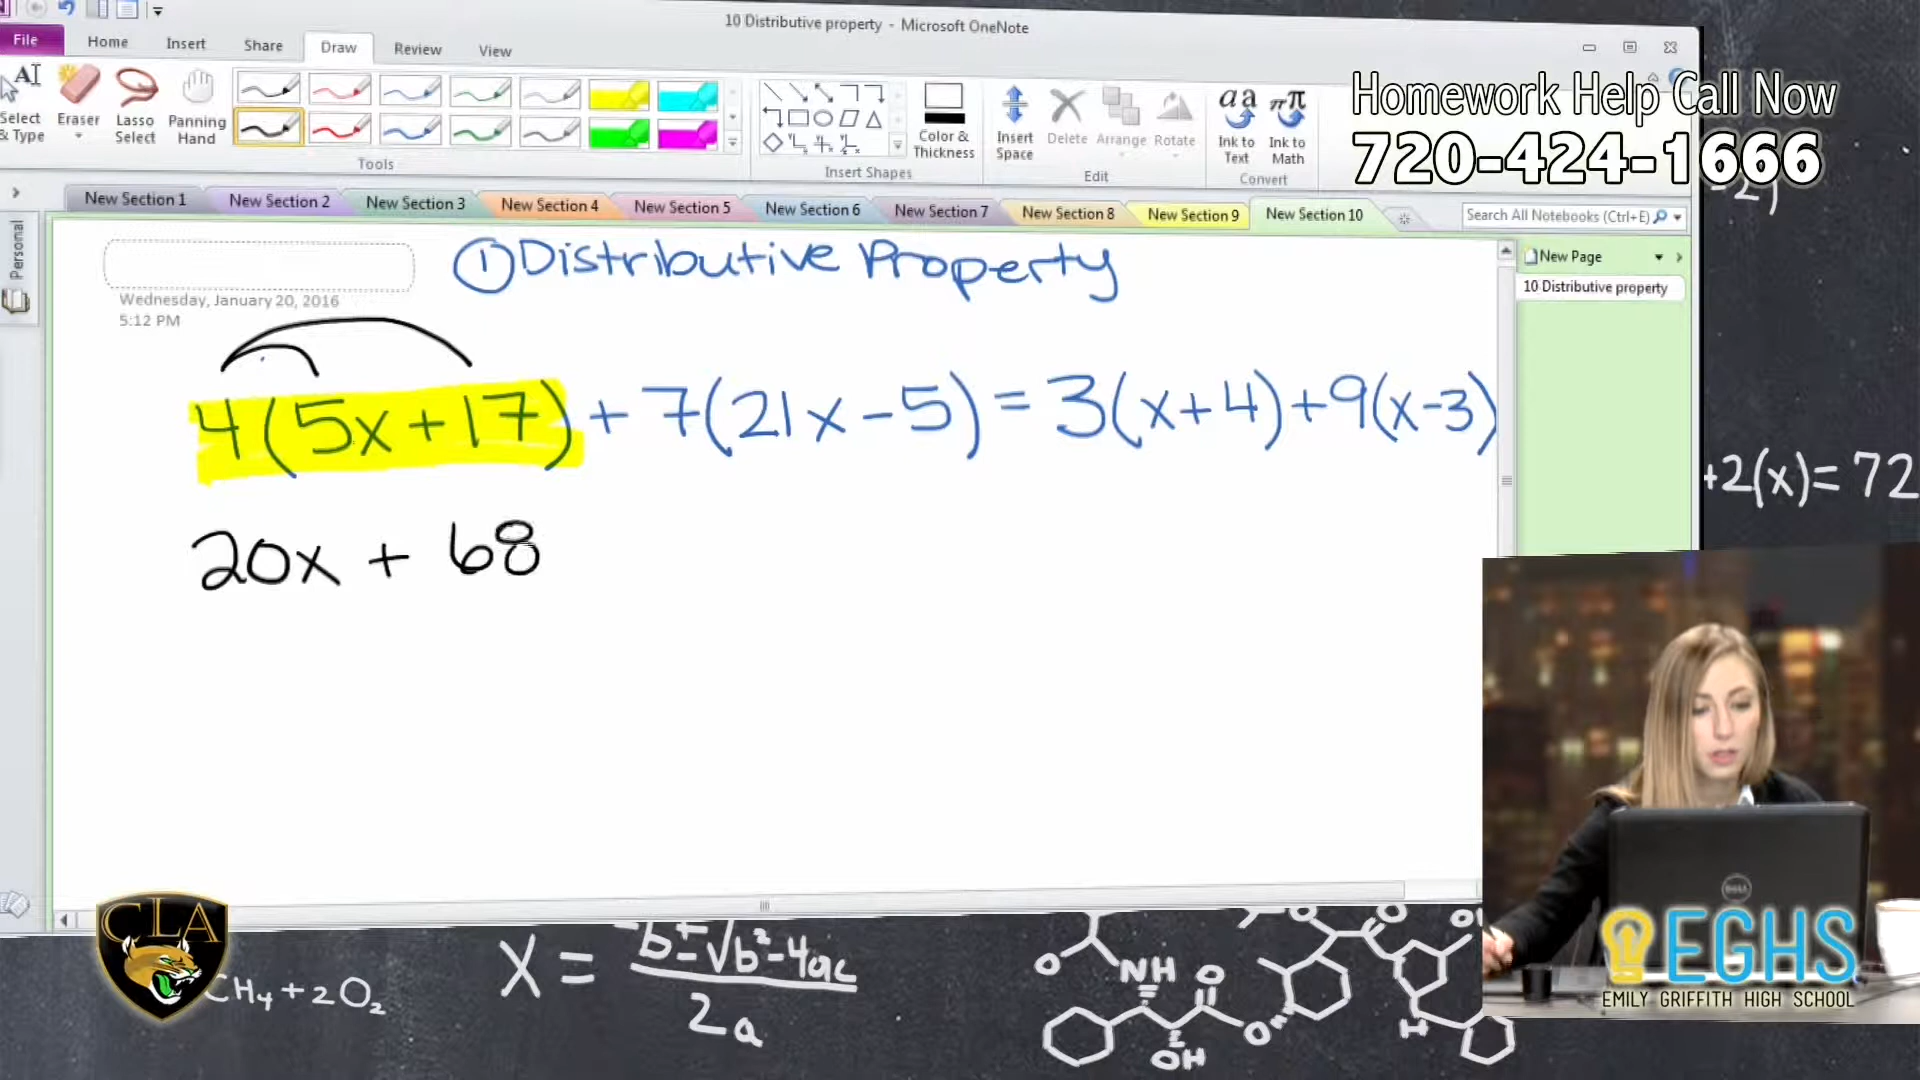 10 Distributive property - Microsoft OneNote
File Home Insert Share Draw Review View
Select & Type
Eraser
Lasso Select
Panning Hand
Tools
Insert Shapes
Color & Thickness
Insert Space
Delete
Arrange
Rotate
Edit
Ink to Text
Ink to Math
Convert
Homework Help Call Now
720-424-1666
New Section 1 New Section 2 New Section 3 New Section 4 New Section 5 New Section 6 New Section 7 New Section 8 New Section 9 New Section 10
Search All Notebooks (Ctrl+E)
Personal
New Page
10 Distributive property
① Distributive Property
Wednesday, January 20, 2016
5:12 PM
4(5x+17)+7(21x-5)=3(x+4)+9(x-3)
20x + 68
+2(x)=72
DELL
CLA
CH₄+2O₂
X = -b±√b²-4ac
2a
O NH O O
OH O H
EGHS
EMILY GRIFFITH HIGH SCHOOL